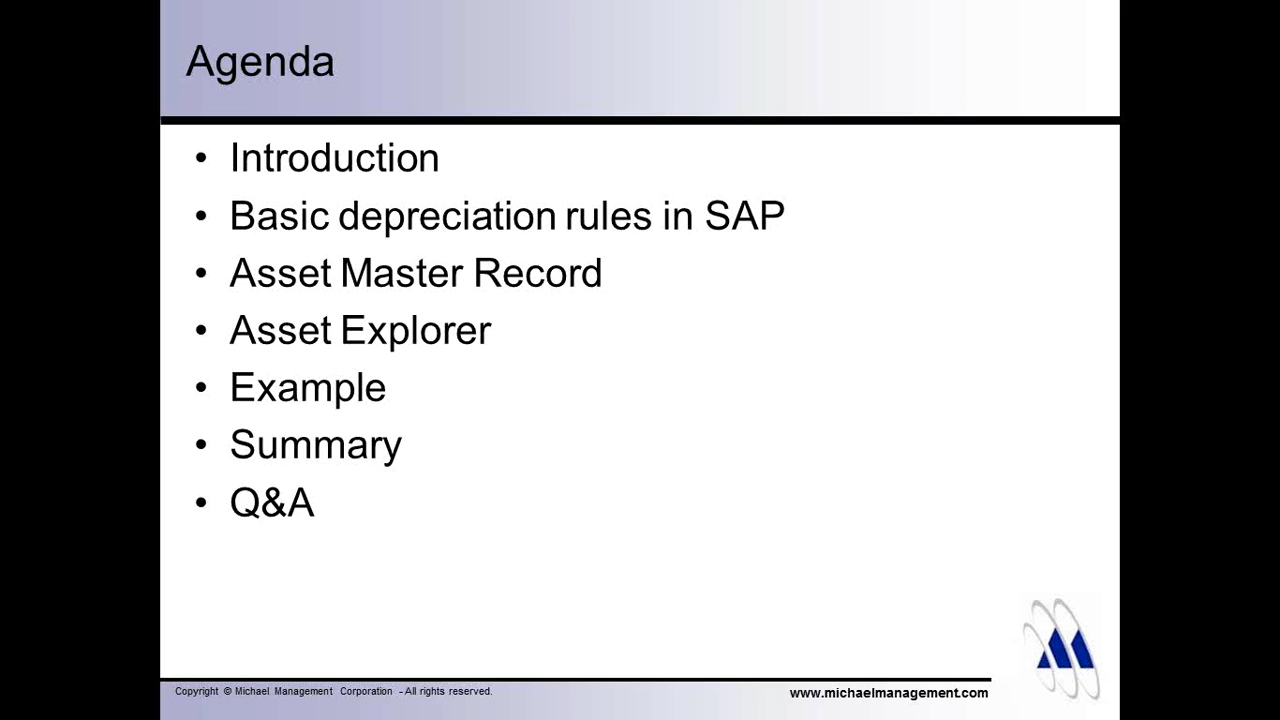 Agenda
• Introduction
• Basic depreciation rules in SAP
• Asset Master Record
• Asset Explorer
• Example
• Summary
• Q&A
Copyright © Michael Management Corporation - All rights reserved.
www.michaelmanagement.com